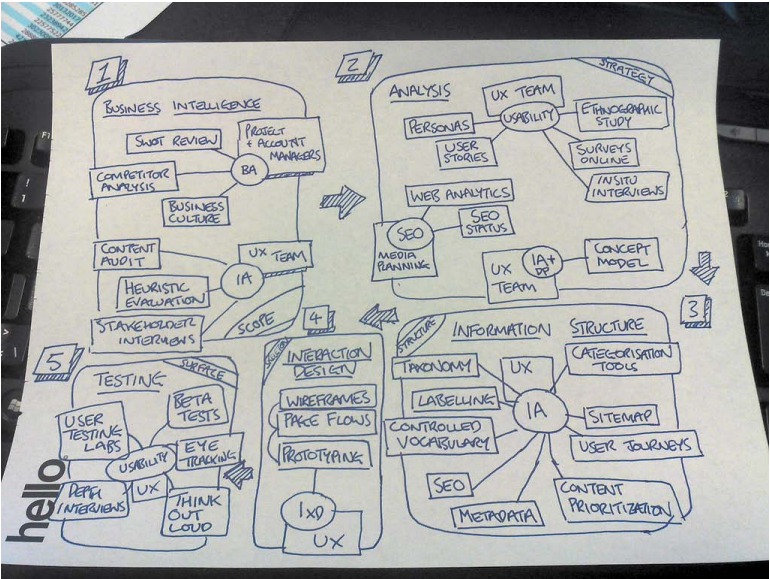 1
BUSINESS INTELLIGENCE
SWOT REVIEW
PROJECT
+ ACCOUNT
MANAGERS
COMPETITOR
ANALYSIS
BA
BUSINESS
CULTURE
CONTENT
AUDIT
UX TEAM
HEURISTIC
EVALUATION
IA
STAKEHOLDER
INTERVIEWS
SCOPE
2
STRATEGY
ANALYSIS
UX TEAM
PERSONAS
USABILITY
ETHNOGRAPHIC
STUDY
USER
STORIES
SURVEYS
ONLINE
INSITU
INTERVIEWS
WEB ANALYTICS
SEO
STATUS
SEO
MEDIA
PLANNING
UX
TEAM
IA+
CONCEPT
MODEL
3
STRUCTURE
INFORMATION STRUCTURE
TAXONOMY
UX
CATEGORISATION
TOOLS
LABELLING
IA
SITEMAP
CONTROLLED
VOCABULARY
USER JOURNEYS
SEO
METADATA
CONTENT
PRIORITIZATION
4
INTERACTION
DESIGN
WIREFRAMES
PAGE FLOWS
PROTOTYPING
IXD
UX
5
SURFACE
TESTING
BETA
TESTS
USER
TESTING
LABS
USABILITY
EYE
TRACKING
DEPTH
INTERVIEWS
UX
THINK
OUT
LOUD
hello.